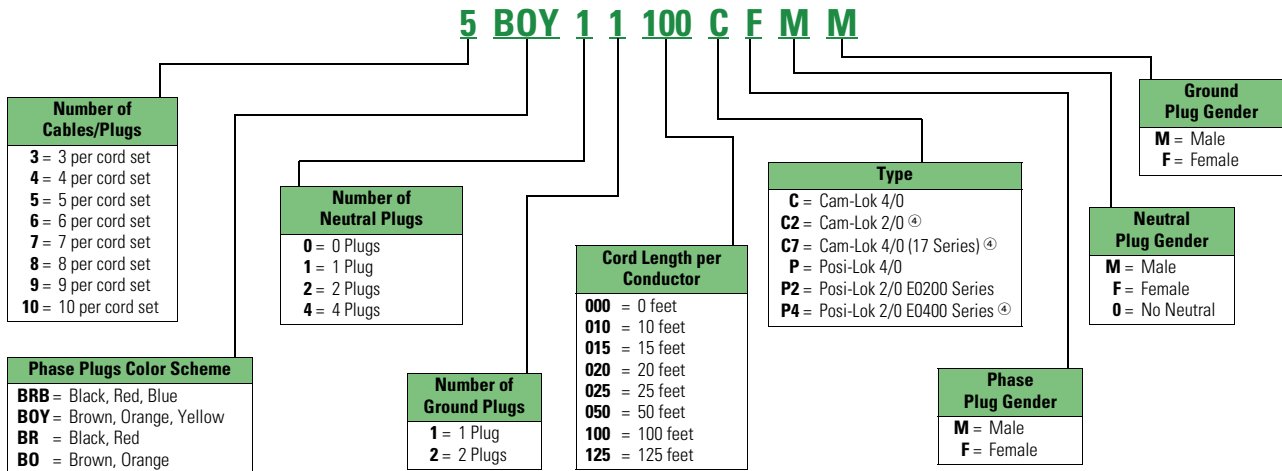 5 BOY 1 1 100 C F M M
Number of
Cables/Plugs
3 = 3 per cord set
4 = 4 per cord set
5 = 5 per cord set
6 = 6 per cord set
7 = 7 per cord set
8 = 8 per cord set
9 = 9 per cord set
10 = 10 per cord set
Phase Plugs Color Scheme
BRB = Black, Red, Blue
BOY = Brown, Orange, Yellow
BR = Black, Red
BO = Brown, Orange
Number of
Neutral Plugs
0 = 0 Plugs
1 = 1 Plug
2 = 2 Plugs
4 = 4 Plugs
Number of
Ground Plugs
1 = 1 Plug
2 = 2 Plugs
Cord Length per
Conductor
000 = 0 feet
010 = 10 feet
015 = 15 feet
020 = 20 feet
025 = 25 feet
050 = 50 feet
100 = 100 feet
125 = 125 feet
Type
C = Cam-Lok 4/0
C2 = Cam-Lok 2/0 ④
C7 = Cam-Lok 4/0 (17 Series) ④
P = Posi-Lok 4/0
P2 = Posi-Lok 2/0 E0200 Series
P4 = Posi-Lok 2/0 E0400 Series ④
Phase
Plug Gender
M = Male
F = Female
Neutral
Plug Gender
M = Male
F = Female
0 = No Neutral
Ground
Plug Gender
M = Male
F = Female